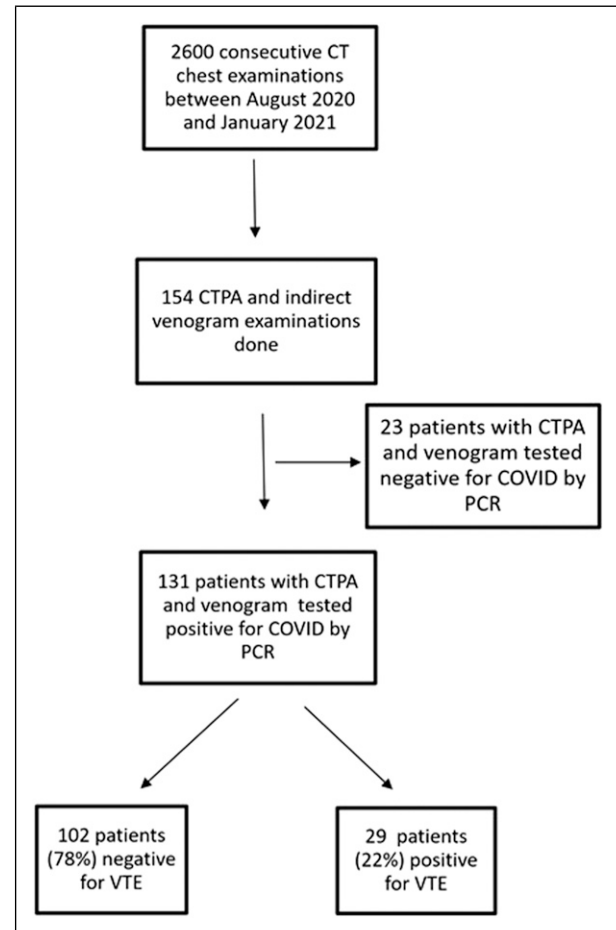 2600 consecutive CT
chest examinations
between August 2020
and January 2021
154 CTPA and indirect
venogram examinations
done
23 patients with CTPA
and venogram tested
negative for COVID by
PCR
131 patients with CTPA
and venogram tested
positive for COVID by
PCR
102 patients
(78%) negative
for VTE
29 patients
(22%) positive
for VTE